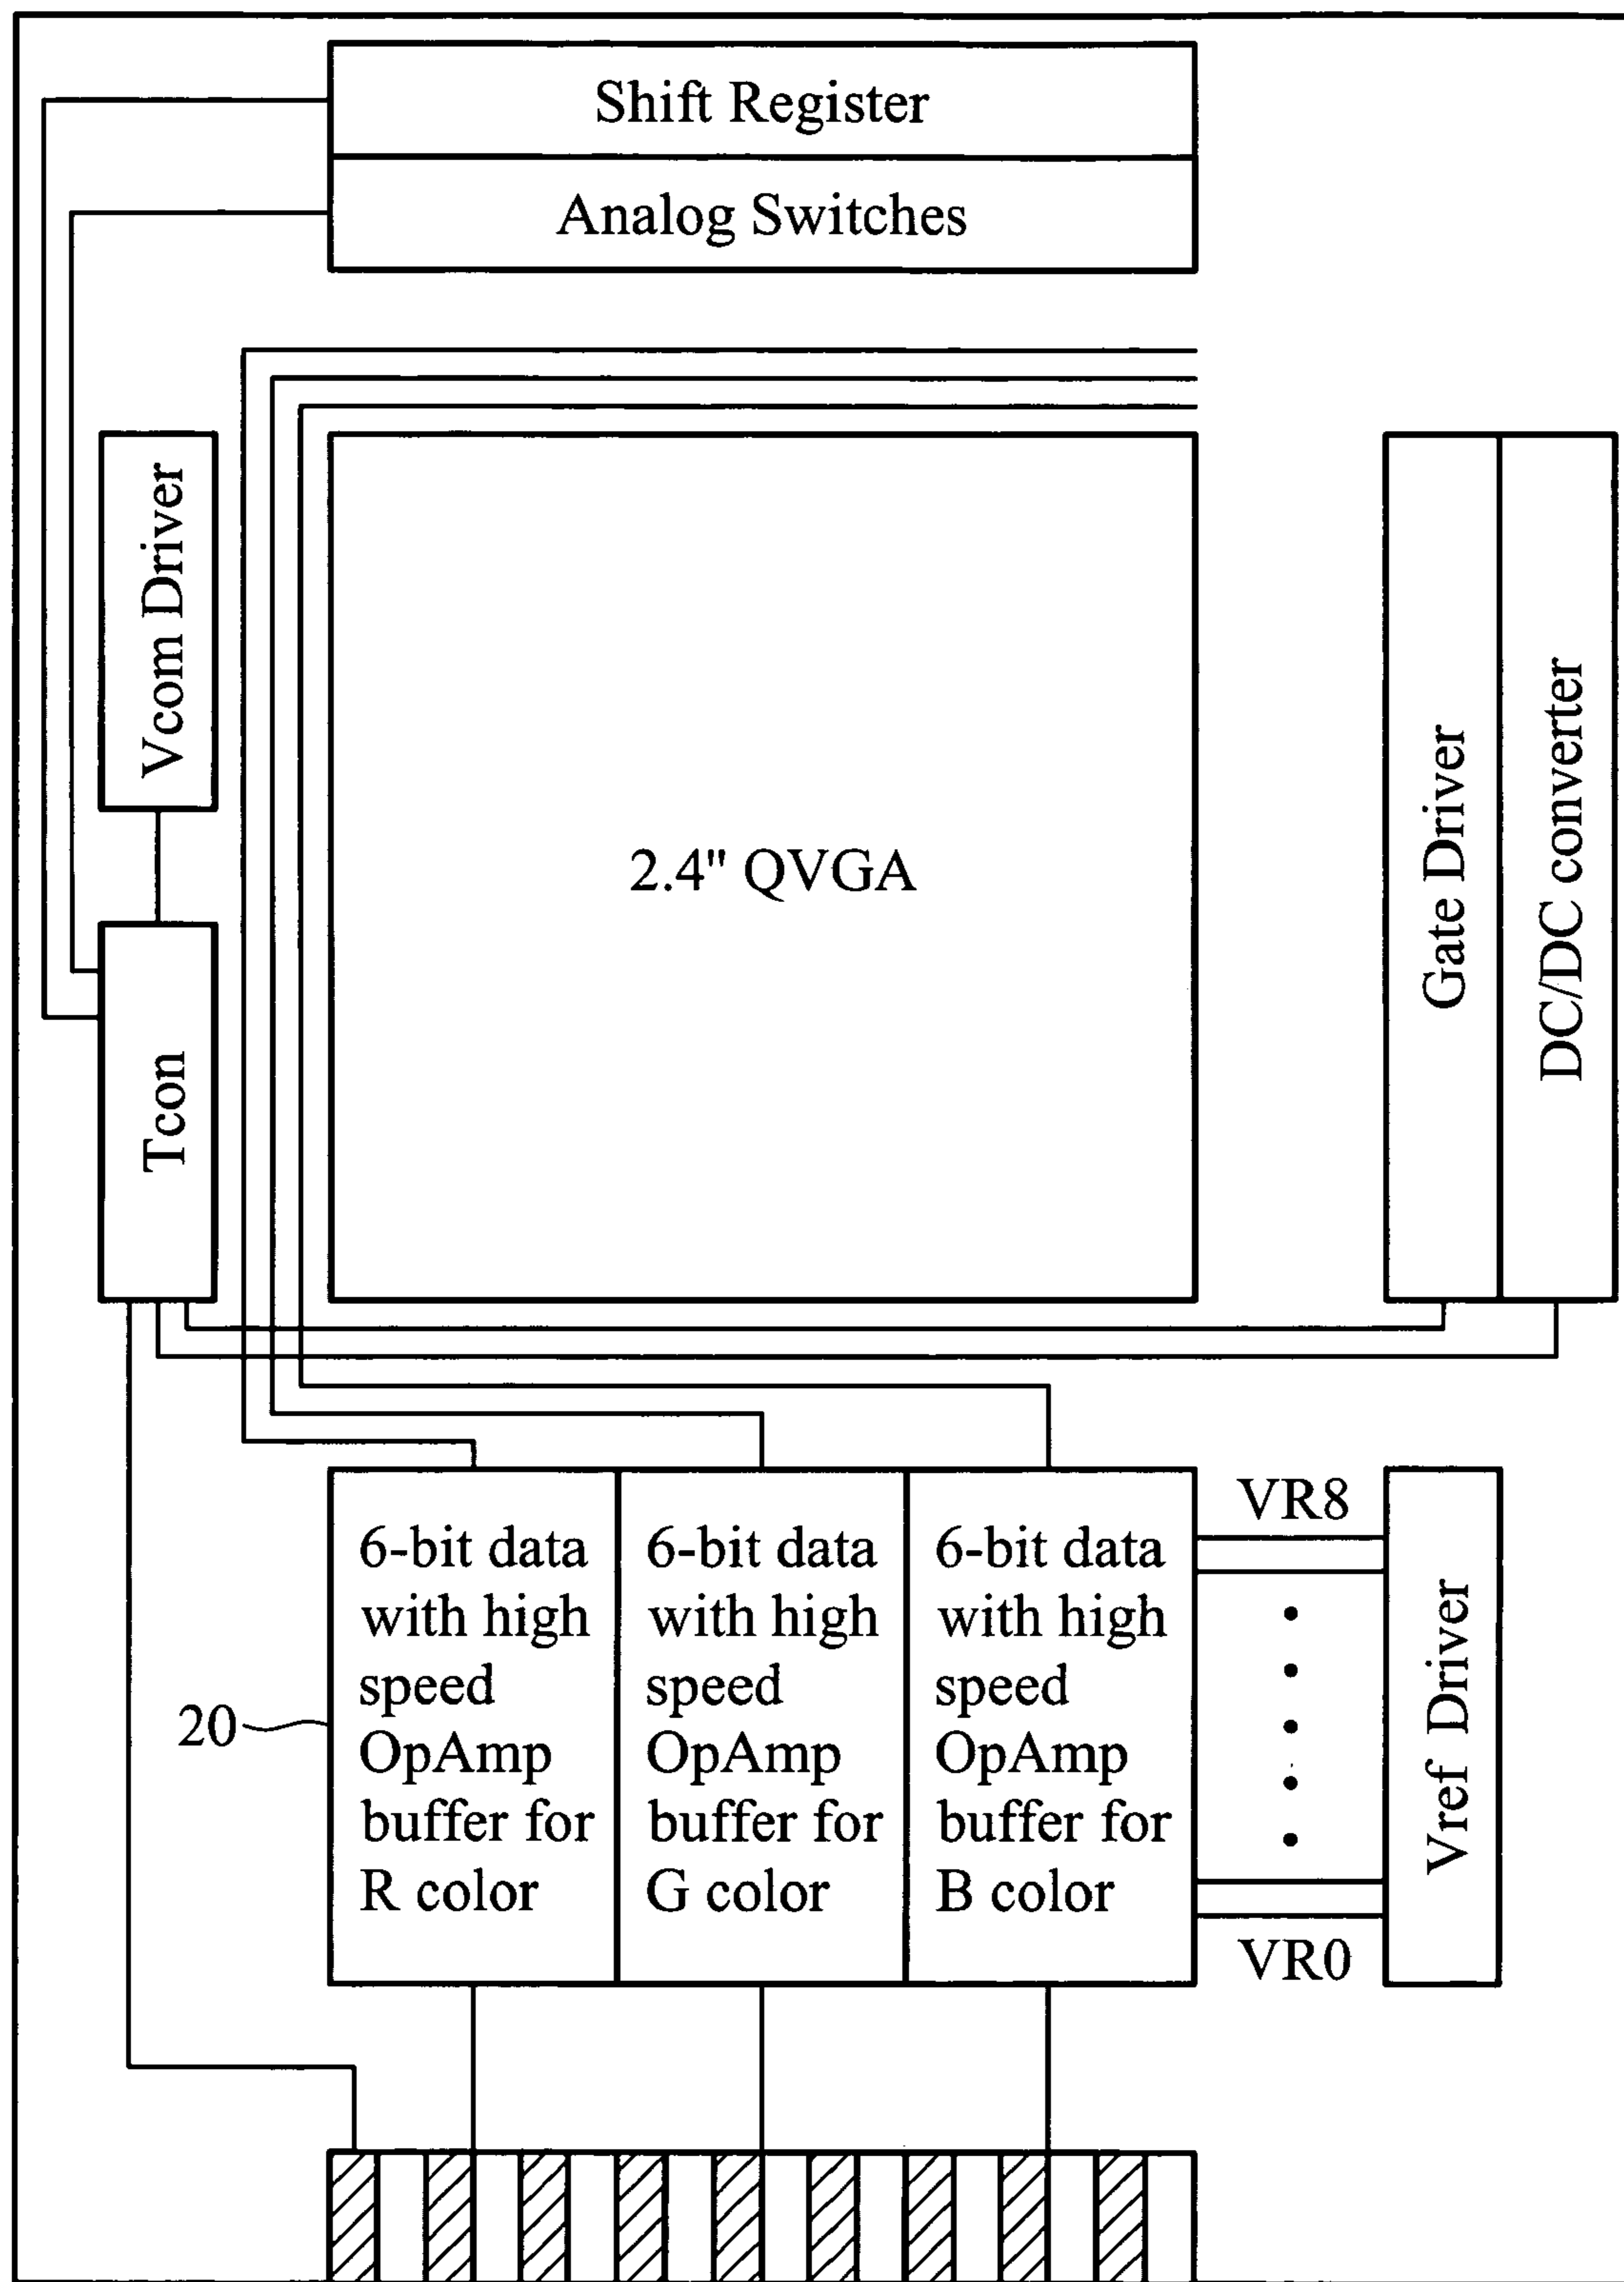 Shift Register
Analog Switches
Vcom Driver
2.4" QVGA
Gate Driver
DC/DC converter
Tcon
6-bit data
with high
speed
OpAmp
buffer for
R color
6-bit data
with high
speed
OpAmp
buffer for
G color
6-bit data
with high
speed
OpAmp
buffer for
B color
VR8
VR0
Vref Driver
20